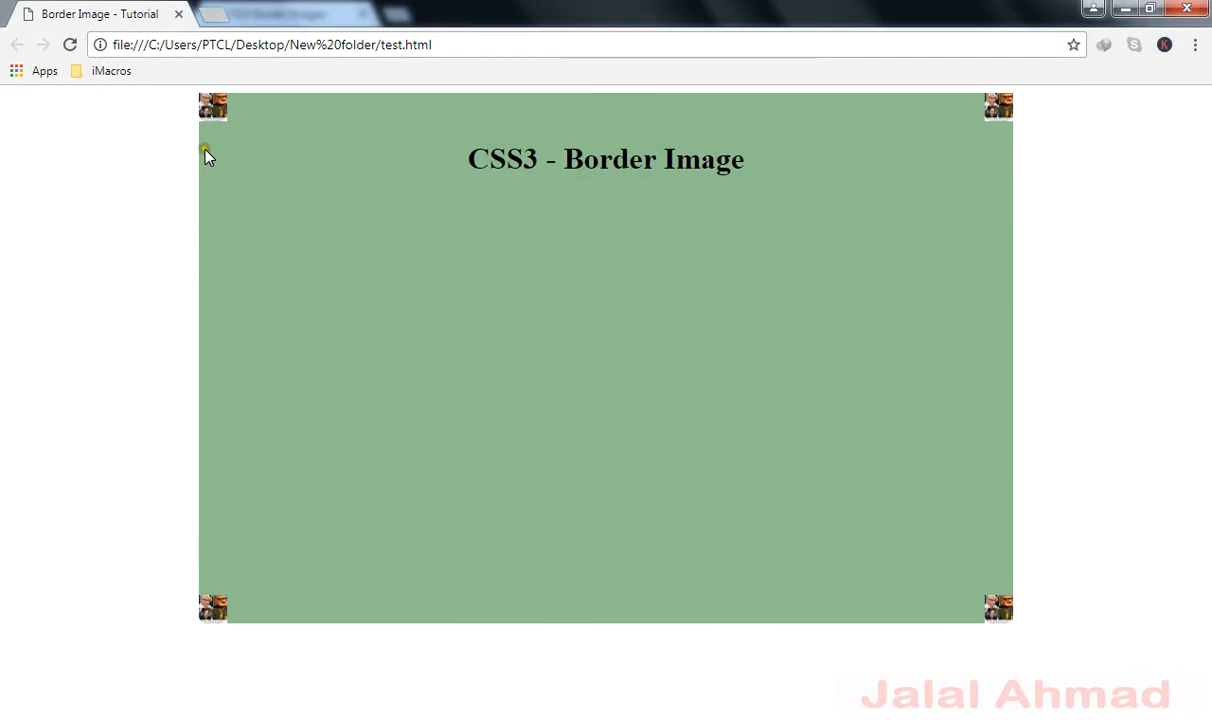 Border Image - Tutorial
file:///C:/Users/PTCL/Desktop/New%20folder/test.html
Apps
iMacros
CSS3 - Border Image
Jalal Ahmad